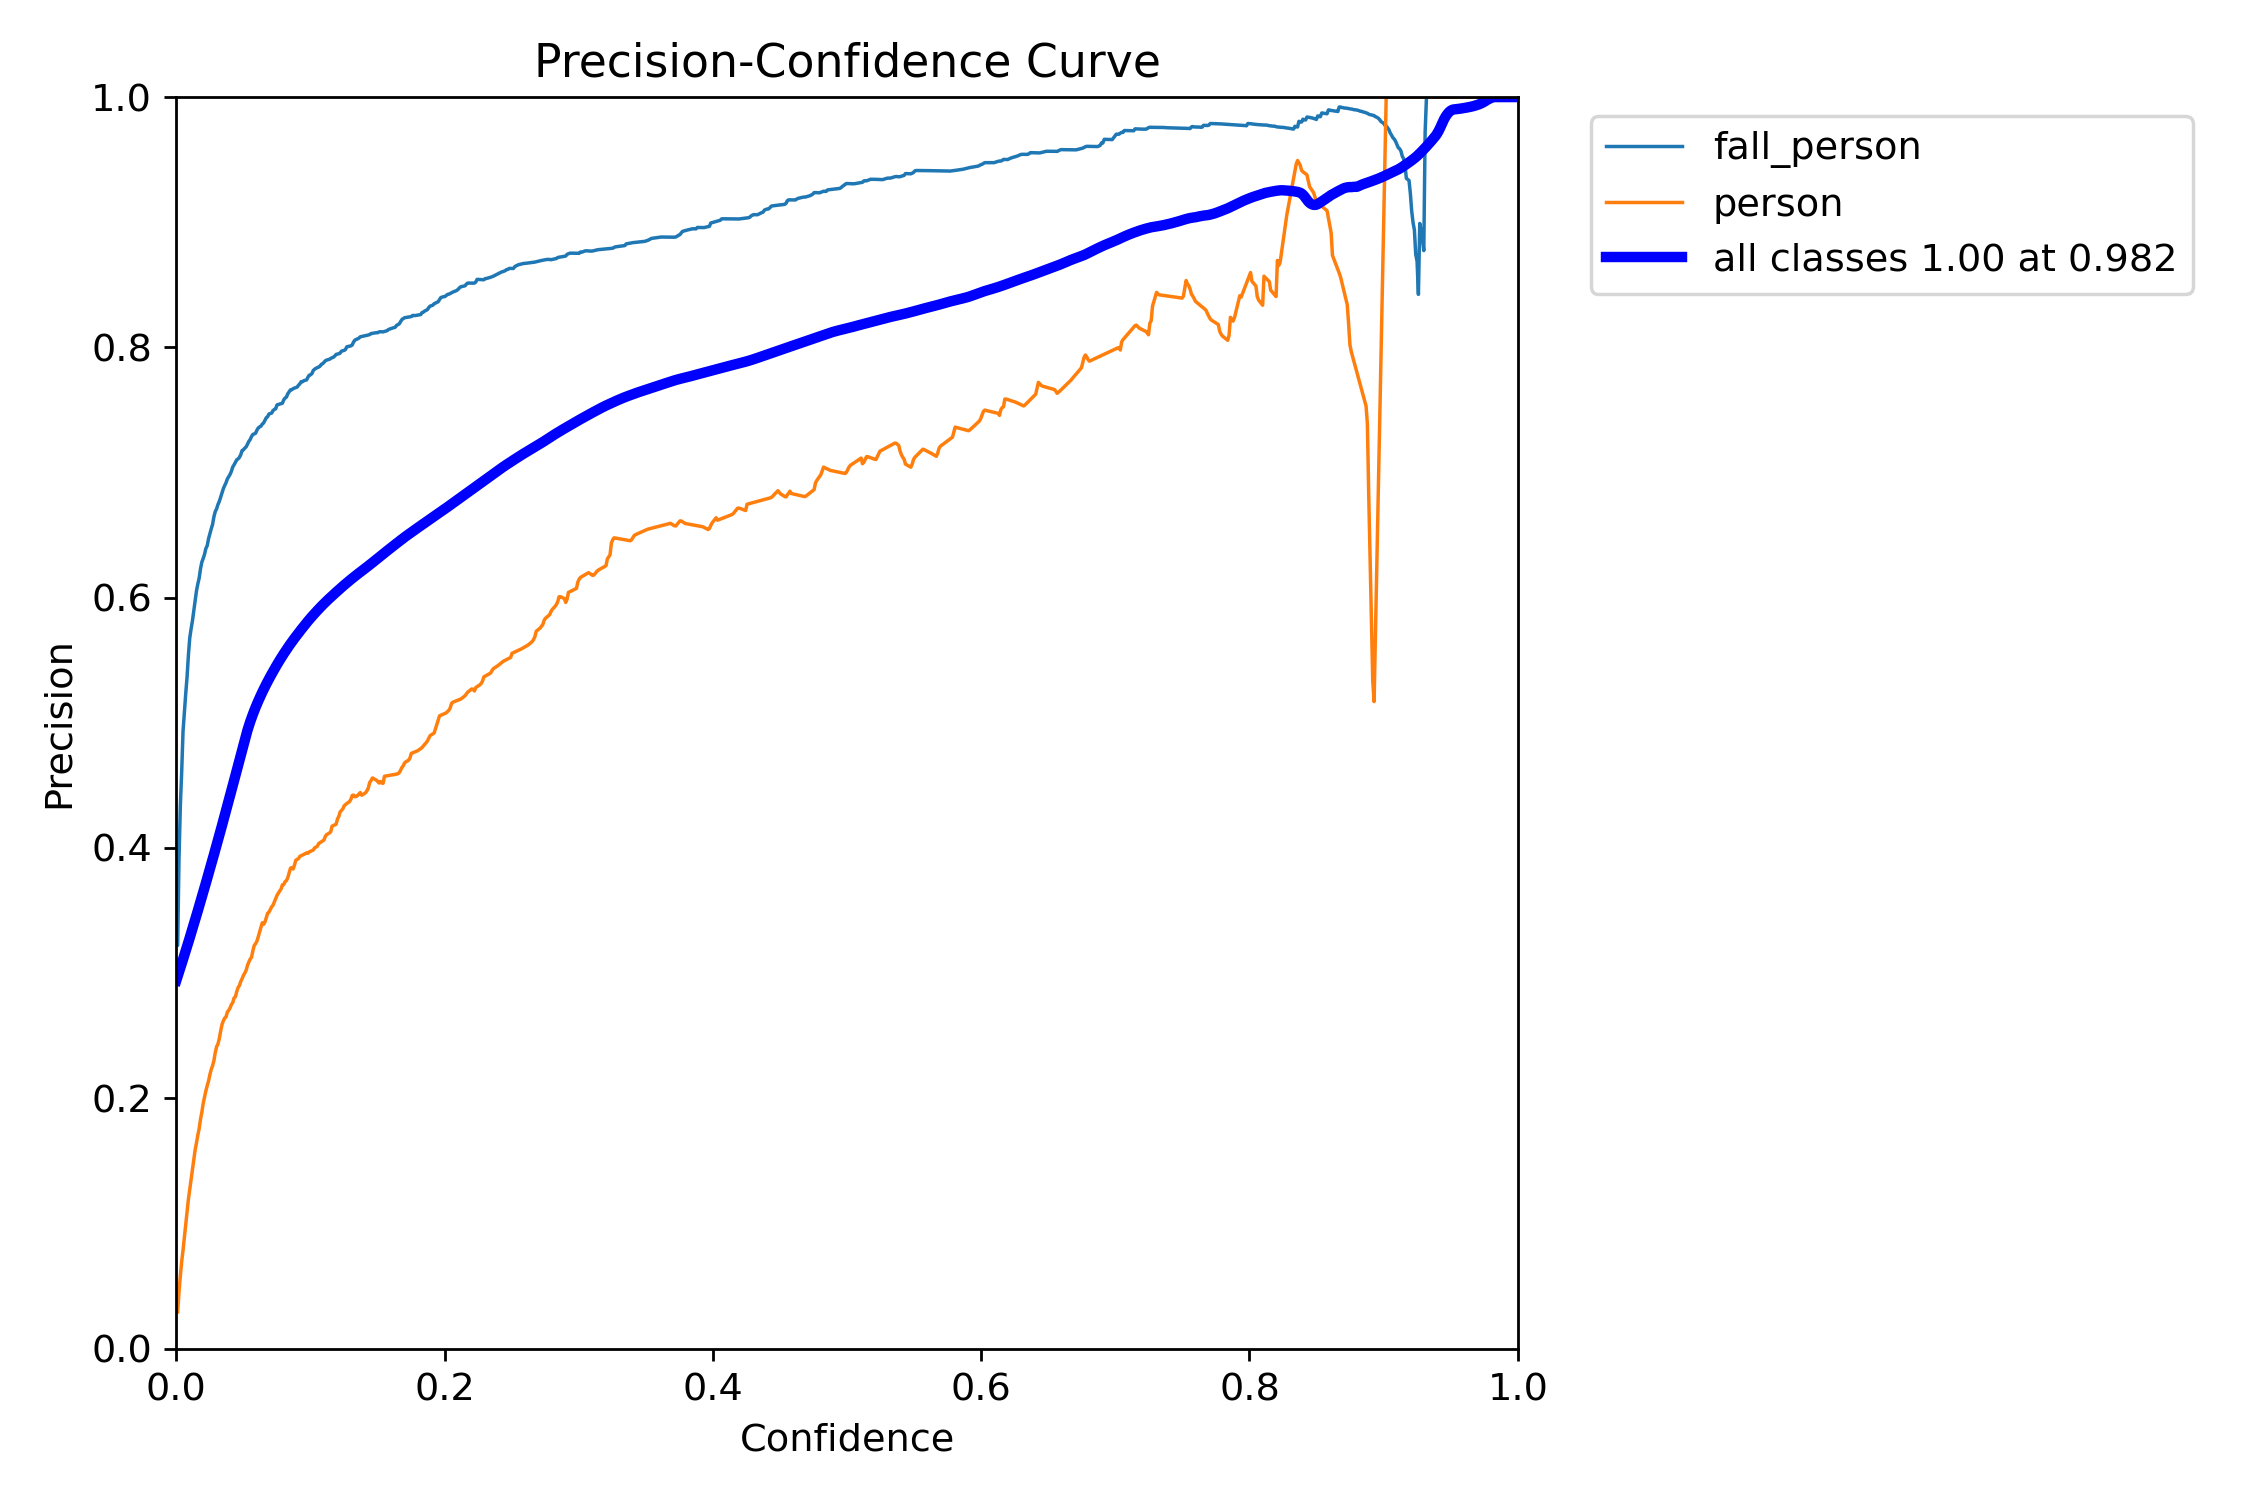 Precision-Confidence Curve
1.0
0.8
0.6
0.4
0.2
0.0
Precision
0.0 0.2 0.4 0.6 0.8 1.0
Confidence
fall_person
person
all classes 1.00 at 0.982